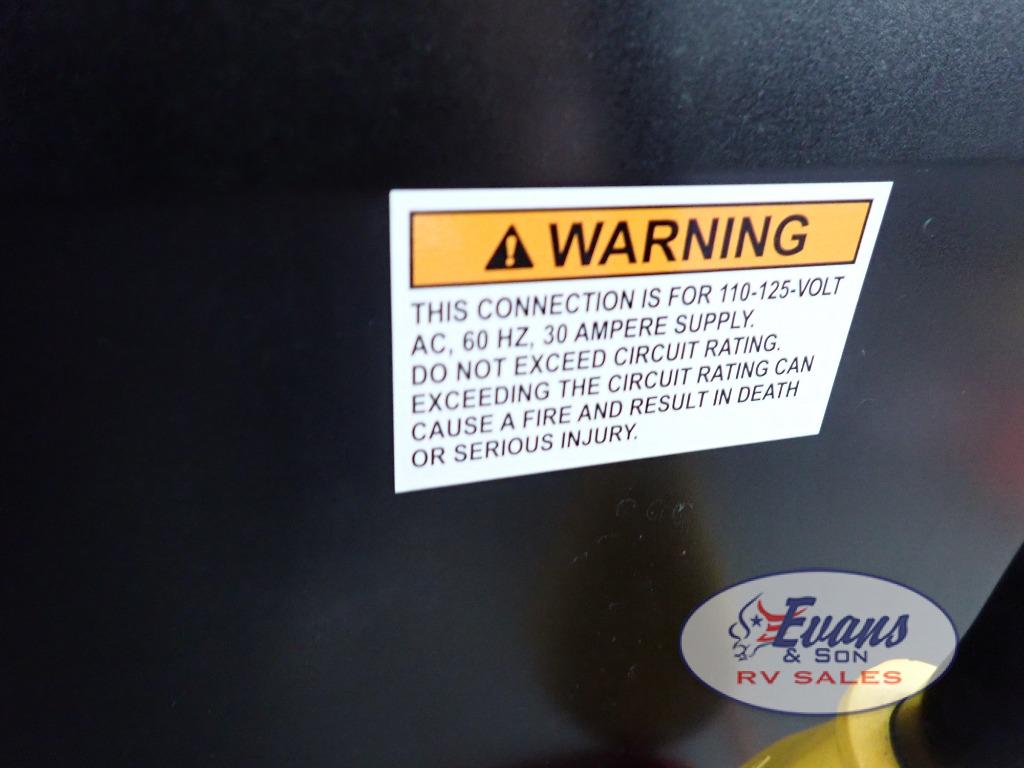 WARNING
THIS CONNECTION IS FOR 110-125-VOLT
AC, 60 HZ, 30 AMPERE SUPPLY.
DO NOT EXCEED CIRCUIT RATING.
EXCEEDING THE CIRCUIT RATING CAN
CAUSE A FIRE AND RESULT IN DEATH
OR SERIOUS INJURY.
Evans
& SON
RV SALES